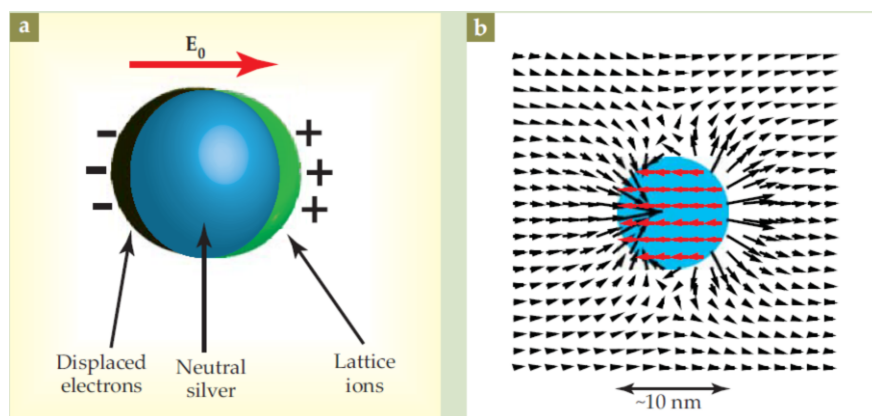 a
E₀
- +
- +
- +
Displaced
electrons
Neutral
silver
Lattice
ions
b
~10 nm